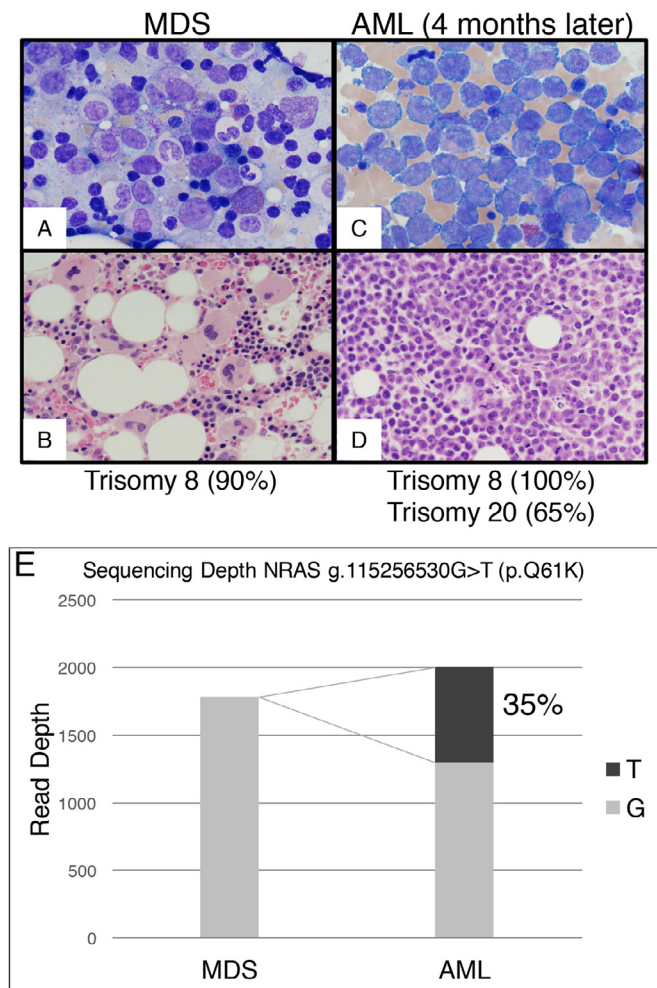 MDS
AML (4 months later)
A
C
B
D
Trisomy 8 (90%)
Trisomy 8 (100%)
Trisomy 20 (65%)
E
Sequencing Depth NRAS g.115256530G>T (p.Q61K)
2500
2000
1500
1000
500
0
Read Depth
35%
T
G
MDS
AML